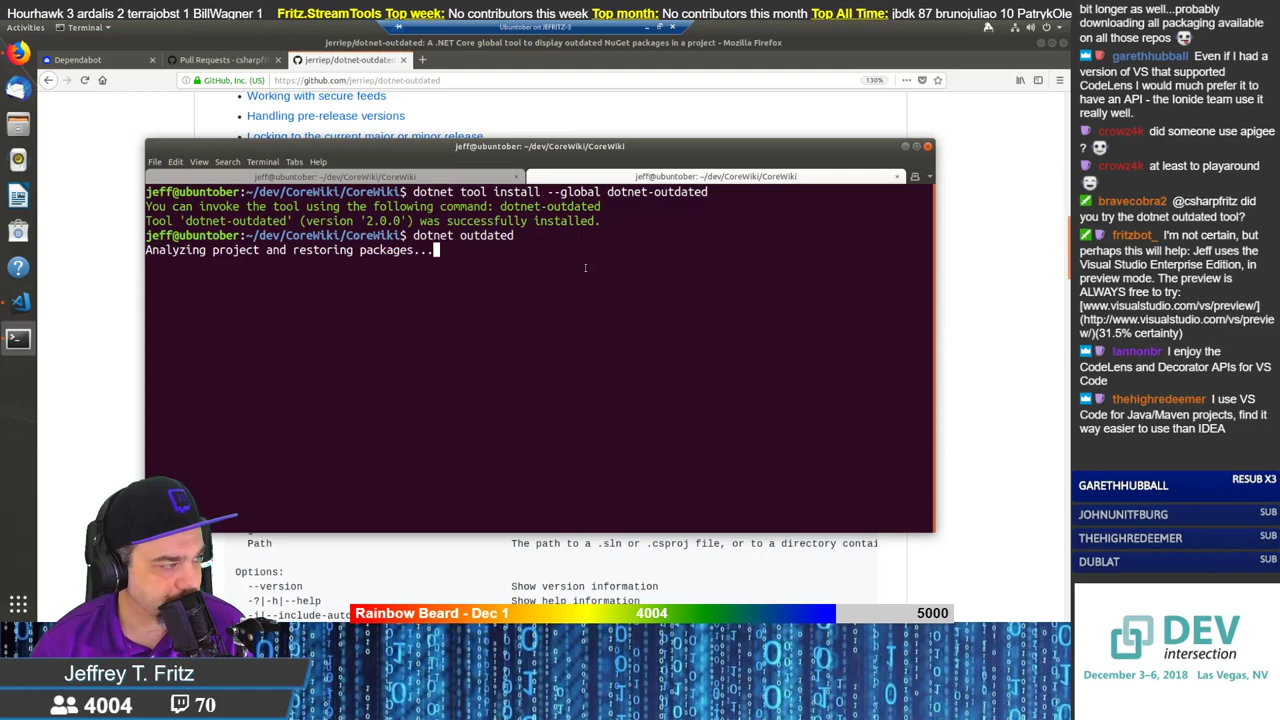 Hourhawk 3 ardalis 2 terrajobst 1 BillWagner 1 Fritz.StreamTools Top week: No contributors this week Top month: No contributors this month Top All Time: jbdk 87 brunojuliao 10 PatrykOle
Activities
Terminal
Ubuntober on JEFRITZ-3
jerriep/dotnet-outdated: A .NET Core global tool to display outdated NuGet packages in a project - Mozilla Firefox
Dependabot
Pull Requests · csharpfri
jerriep/dotnet-outdated
GitHub, Inc. (US)
https://github.com/jerriep/dotnet-outdated
130%
Working with secure feeds
Handling pre-release versions
Locking to the current major or minor release
jeff@ubuntober: ~/dev/CoreWiki/CoreWiki
File Edit View Search Terminal Tabs Help
jeff@ubuntober: ~/dev/CoreWiki/CoreWiki
jeff@ubuntober: ~/dev/CoreWiki/CoreWiki
jeff@ubuntober:~/dev/CoreWiki/CoreWiki$ dotnet tool install --global dotnet-outdated
You can invoke the tool using the following command: dotnet-outdated
Tool 'dotnet-outdated' (version '2.0.0') was successfully installed.
jeff@ubuntober:~/dev/CoreWiki/CoreWiki$ dotnet outdated
Analyzing project and restoring packages...
Path The path to a .sln or .csproj file, or to a directory contai
Options:
--version Show version information
-?|-h|--help Show help information
--include-auto
Rainbow Beard - Dec 1 4004 5000
Jeffrey T. Fritz
4004 70
bit longer as well...probably
downloading all packaging available
on all those repos
garethhubball Even if I had a
version of VS that supported
CodeLens I would much prefer it to
have an API - the Ionide team use it
really well.
crowz4k did someone use apigee
?
crowz4k at least to playaround
bravecobra2 @csharpfritz did
you try the dotnet outdated tool?
fritzbot_ I'm not certain, but
perhaps this will help: Jeff uses the
Visual Studio Enterprise Edition, in
preview mode. The preview is
ALWAYS free to try:
[www.visualstudio.com/vs/preview/]
(http://www.visualstudio.com/vs/previe
w/)(31.5% certainty)
lannonbr I enjoy the
CodeLens and Decorator APIs for VS
Code
thehighredeemer I use VS
Code for Java/Maven projects, find it
way easier to use than IDEA
GARETHHUBBALL RESUB X3
JOHNUNITFBURG SUB
THEHIGHREDEEMER SUB
DUBLAT SUB
DEV
intersection
December 3-6, 2018 Las Vegas, NV